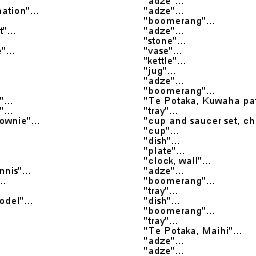 "adze"...
ation"... "adze"...
"boomerang"...
t"... "adze"...
"stone"...
"... "vase"...
"kettle"...
"jug"...
"adze"...
"boomerang"...
"... "Te Potaka, Kuwaha pat
"... "tray"...
ownie"... "cup and saucer set, ch
"cup"...
"dish"...
"plate"...
"clock, wall"...
nnis"... "adze"...
.. "boomerang"...
"tray"...
odel"... "dish"...
"boomerang"...
"tray"...
"Te Potaka, Maihi"...
"adze"...
"adze"...